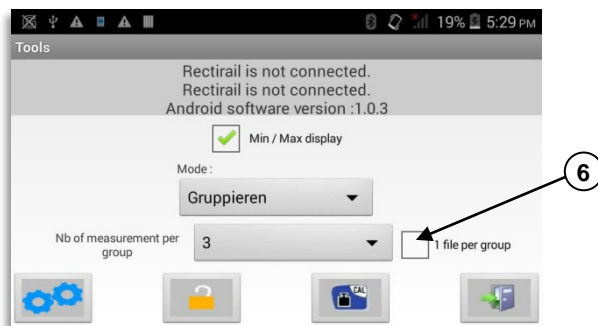 19% 5:29 PM
Tools
Rectirail is not connected.
Rectirail is not connected.
Android software version :1.0.3
Min / Max display
Mode :
Gruppieren
Nb of measurement per
group
3
1 file per group
6
CAL